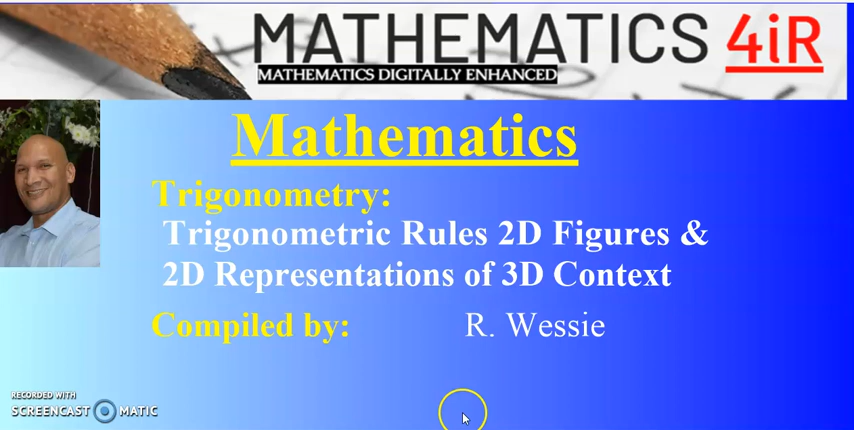 MATHEMATICS 4iR
MATHEMATICS DIGITALLY ENHANCED
Mathematics
Trigonometry:
Trigonometric Rules 2D Figures &
2D Representations of 3D Context
Compiled by: R. Wessie
RECORDED WITH
SCREENCAST MATIC